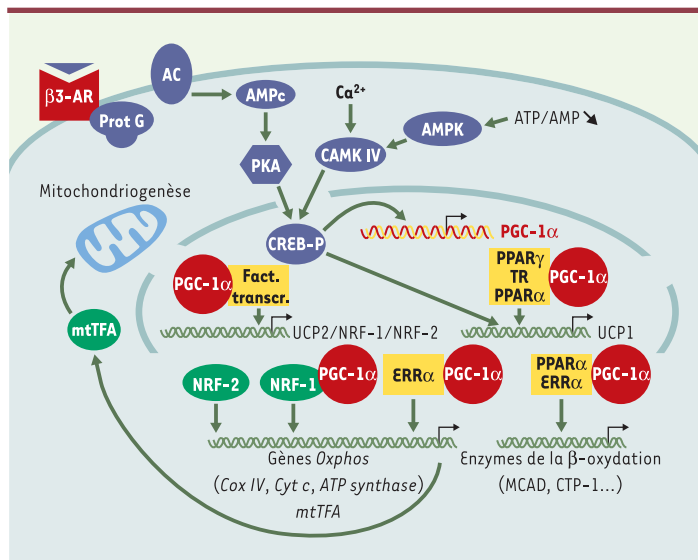 β3-AR
Prot G
AC
AMPc
PKA
Ca²⁺
CAMK IV
AMPK
ATP/AMP
Mitochondriogenèse
CREB-P
PGC-1α
PGC-1α
Fact.
transcr.
UCP2/NRF-1/NRF-2
PPARγ
TR
PPARα
PGC-1α
UCP1
mtTFA
NRF-2
NRF-1
PGC-1α
ERRα
PGC-1α
PPARα
ERRα
PGC-1α
Gènes Oxphos
(Cox IV, Cyt c, ATP synthase)
mtTFA
Enzymes de la β-oxydation
(MCAD, CTP-1...)